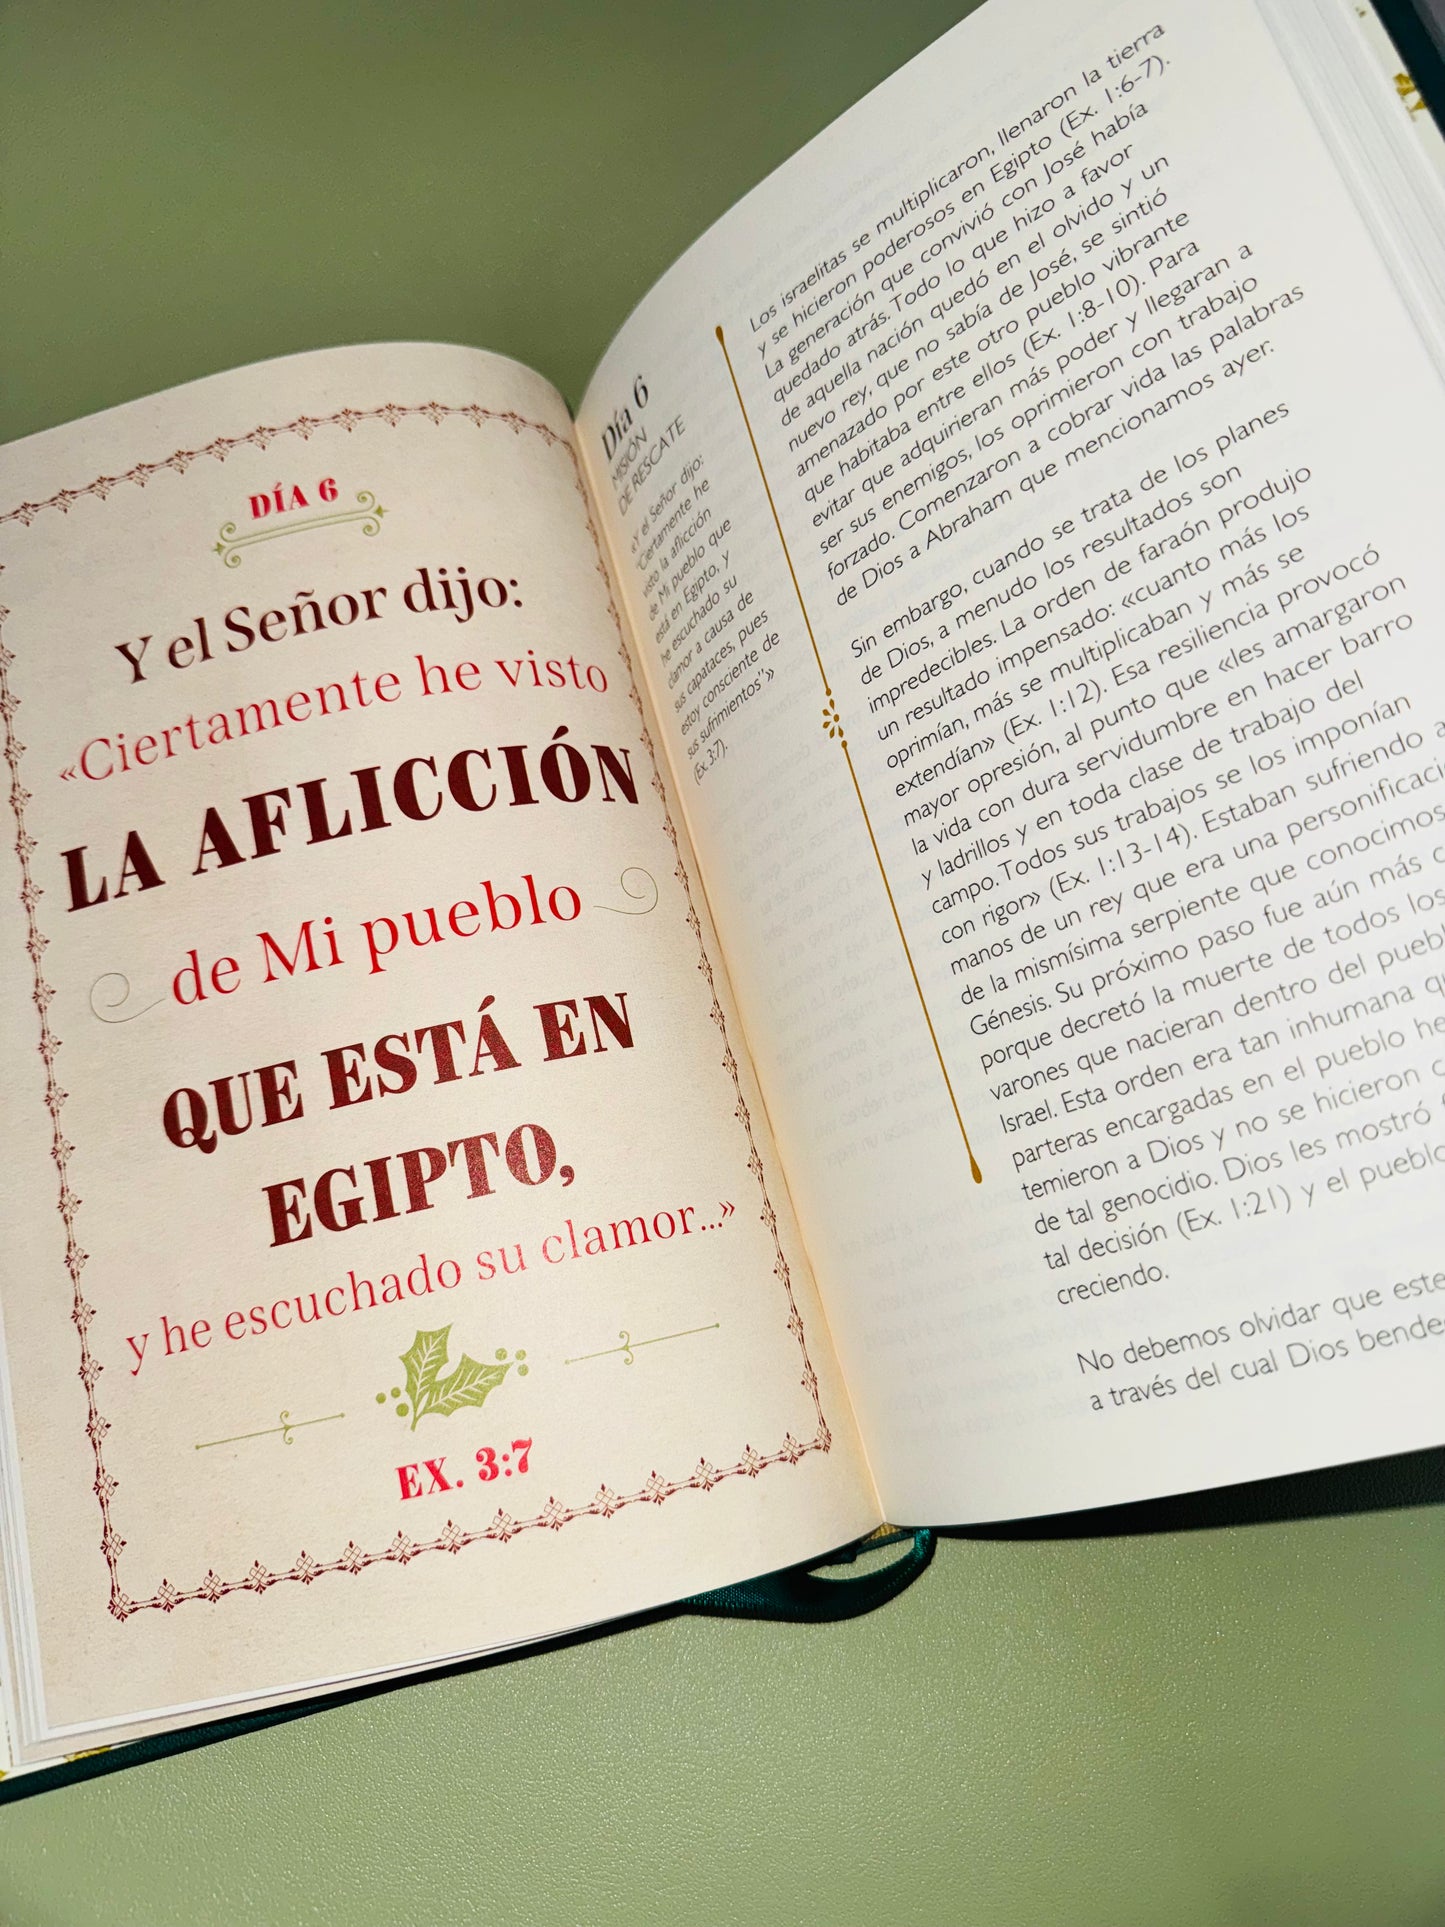 DÍA 6
Y el Señor dijo:
«Ciertamente he visto
LA AFLICCIÓN
de Mi pueblo
QUE ESTÁ EN
EGIPTO,
y he escuchado su clamor...»
EX. 3:7
Día 6
MISIÓN
DE RESCATE
«Y el Señor dijo:
"Ciertamente he
visto la aflicción
de Mi pueblo que
está en Egipto, y
he escuchado su
clamor a causa de
sus capataces, pues
estoy consciente de
sus sufrimientos"»
(Ex. 3:7).
Los israelitas se multiplicaron, llenaron la tierra
y se hicieron poderosos en Egipto (Ex. 1:6-7).
La generación que convivió con José había
quedado atrás. Todo lo que hizo a favor
de aquella nación quedó en el olvido y un
nuevo rey, que no sabía de José, se sintió
amenazado por este otro pueblo vibrante
que habitaba entre ellos (Ex. 1:8-10). Para
evitar que adquirieran más poder y llegaran a
ser sus enemigos, los oprimieron con trabajo
forzado. Comenzaron a cobrar vida las palabras
de Dios a Abraham que mencionamos ayer.
Sin embargo, cuando se trata de los planes
de Dios, a menudo los resultados son
impredecibles. La orden de faraón produjo
un resultado impensado: «cuanto más los
oprimían, más se multiplicaban y más se
extendían» (Ex. 1:12). Esa resiliencia provocó
mayor opresión, al punto que «les amargaron
la vida con dura servidumbre en hacer barro
y ladrillos y en toda clase de trabajo del
campo. Todos sus trabajos se los imponían
con rigor» (Ex. 1:13-14). Estaban sufriendo a
manos de un rey que era una personificaci
de la mismísima serpiente que conocimos
Génesis. Su próximo paso fue aún más c
porque decretó la muerte de todos los
varones que nacieran dentro del puebl
Israel. Esta orden era tan inhumana q
parteras encargadas en el pueblo he
temieron a Dios y no se hicieron c
de tal genocidio. Dios les mostró
tal decisión (Ex. 1:21) y el pueblo
creciendo.
No debemos olvidar que este
a través del cual Dios bende